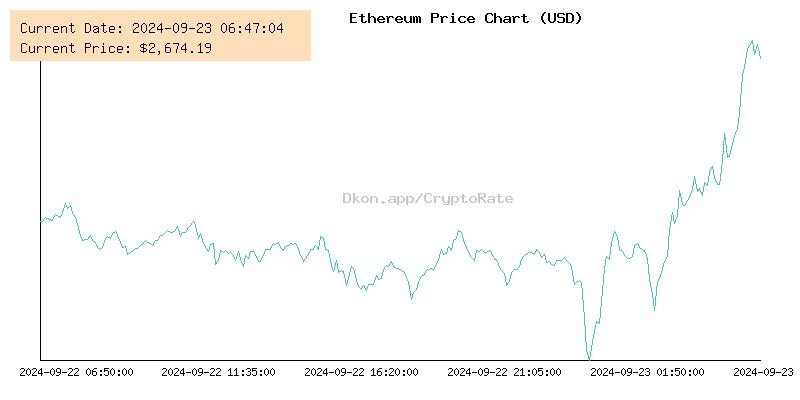 Ethereum Price Chart (USD)
Current Date: 2024-09-23 06:47:04
Current Price: $2,674.19
Dkon.app/CryptoRate
2024-09-22 06:50:00
2024-09-22 11:35:00
2024-09-22 16:20:00
2024-09-22 21:05:00
2024-09-23 01:50:00
2024-09-23